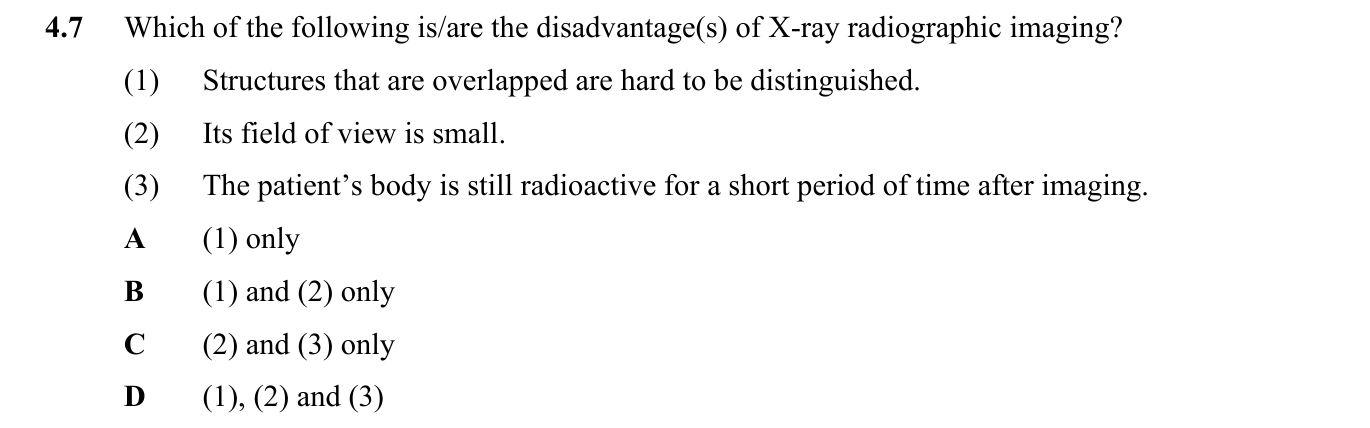 4.7 Which of the following is/are the disadvantage(s) of X-ray radiographic imaging?
(1) Structures that are overlapped are hard to be distinguished.
(2) Its field of view is small.
(3) The patient’s body is still radioactive for a short period of time after imaging.
A (1) only
B (1) and (2) only
C (2) and (3) only
D (1), (2) and (3)